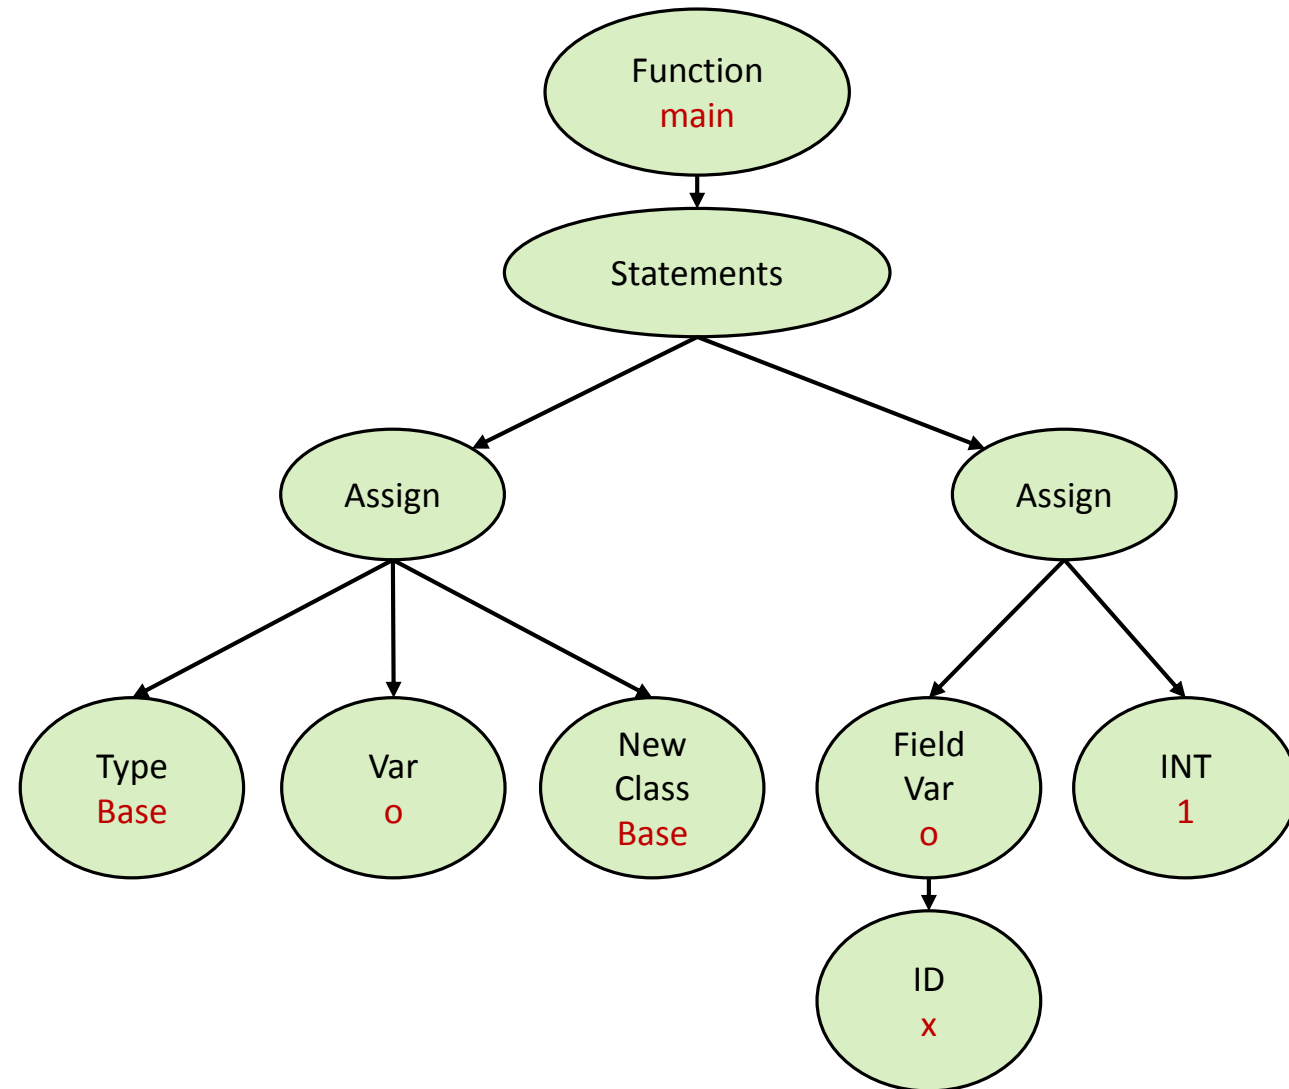 Function
main
Statements
Assign
Assign
Type
Base
Var
o
New
Class
Base
Field
Var
o
INT
1
ID
x